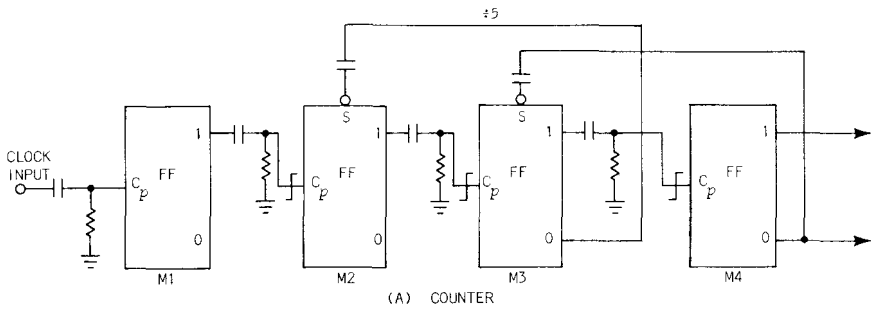 ÷5
S
S
1
1
1
1
CLOCK
INPUT
Cp
FF
Cp
FF
Cp
FF
Cp
FF
0
0
0
0
M1
M2
M3
M4
(A) COUNTER